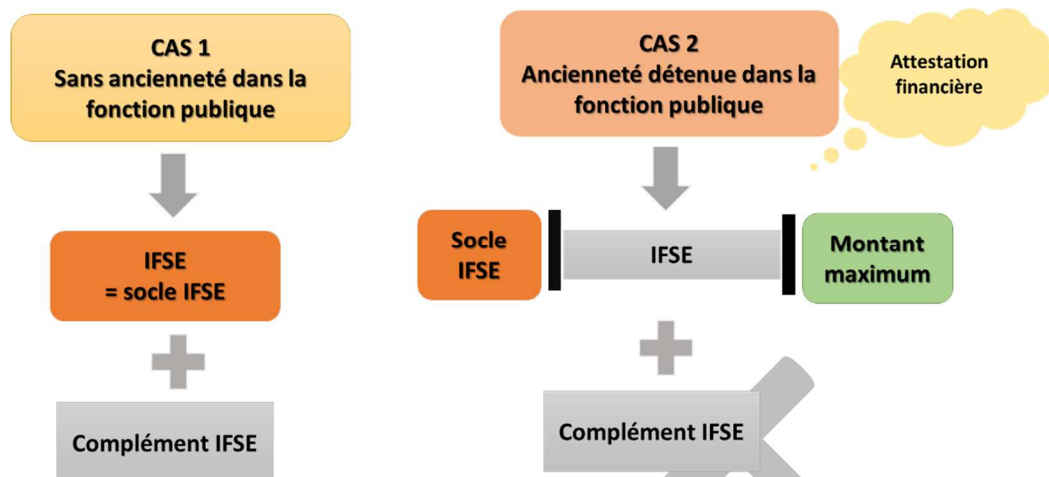 CAS 1
Sans ancienneté dans la
fonction publique
IFSE
= socle IFSE
Complément IFSE
CAS 2
Ancienneté détenue dans la
fonction publique
Attestation
financière
Socle
IFSE
IFSE
Montant
maximum
Complément IFSE